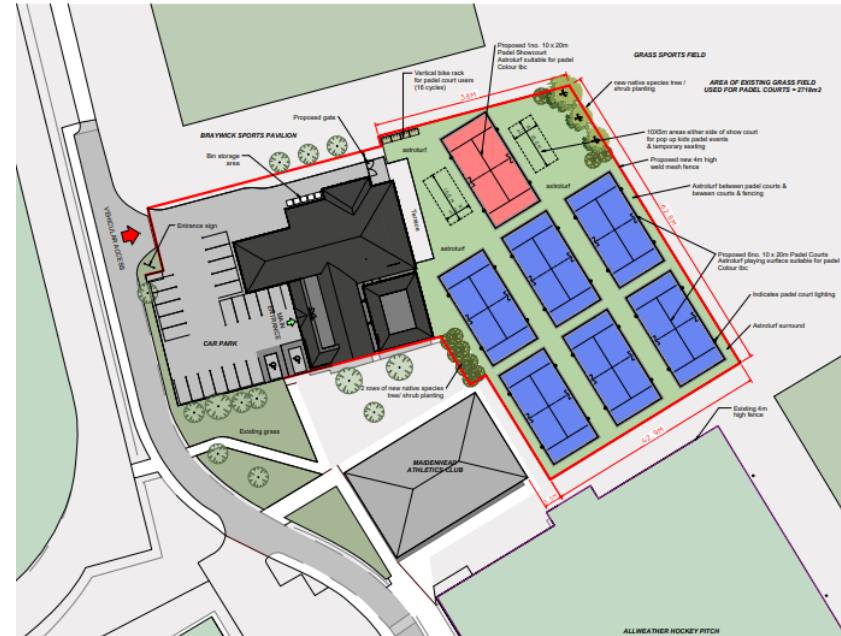 Proposed 1no. 10 x 20m
Padel Showcourt
Astroturf suitable for padel
Colour tbc
GRASS SPORTS FIELD
Vertical bike rack
for padel court users
(16 cycles)
new native species tree /
shrub planting
AREA OF EXISTING GRASS FIELD
USED FOR PADEL COURTS = 2718m2
38M
Proposed gate
BRAYWICK SPORTS PAVILION
Bin storage
area
astroturf
10X5m areas either side of show court
for pop up kids padel events
& temporary seating
Proposed new 4m high
weld mesh fence
astroturf
Astroturf between padel courts &
beween courts & fencing
VEHICULAR ACCESS
Entrance sign
Terrace
62.8M
astroturf
Proposed 6no. 10 x 20m Padel Courts
Astroturf playing surface suitable for padel
Colour tbc
Indicates padel court lighting
MAIN
ENTRANCE
CAR PARK
Astroturf surround
2 rows of new native species
tree/ shrub planting
Existing grass
Existing 4m
high fence
42.9M
MAIDENHEAD
ATHLETICS CLUB
ALLWEATHER HOCKEY PITCH